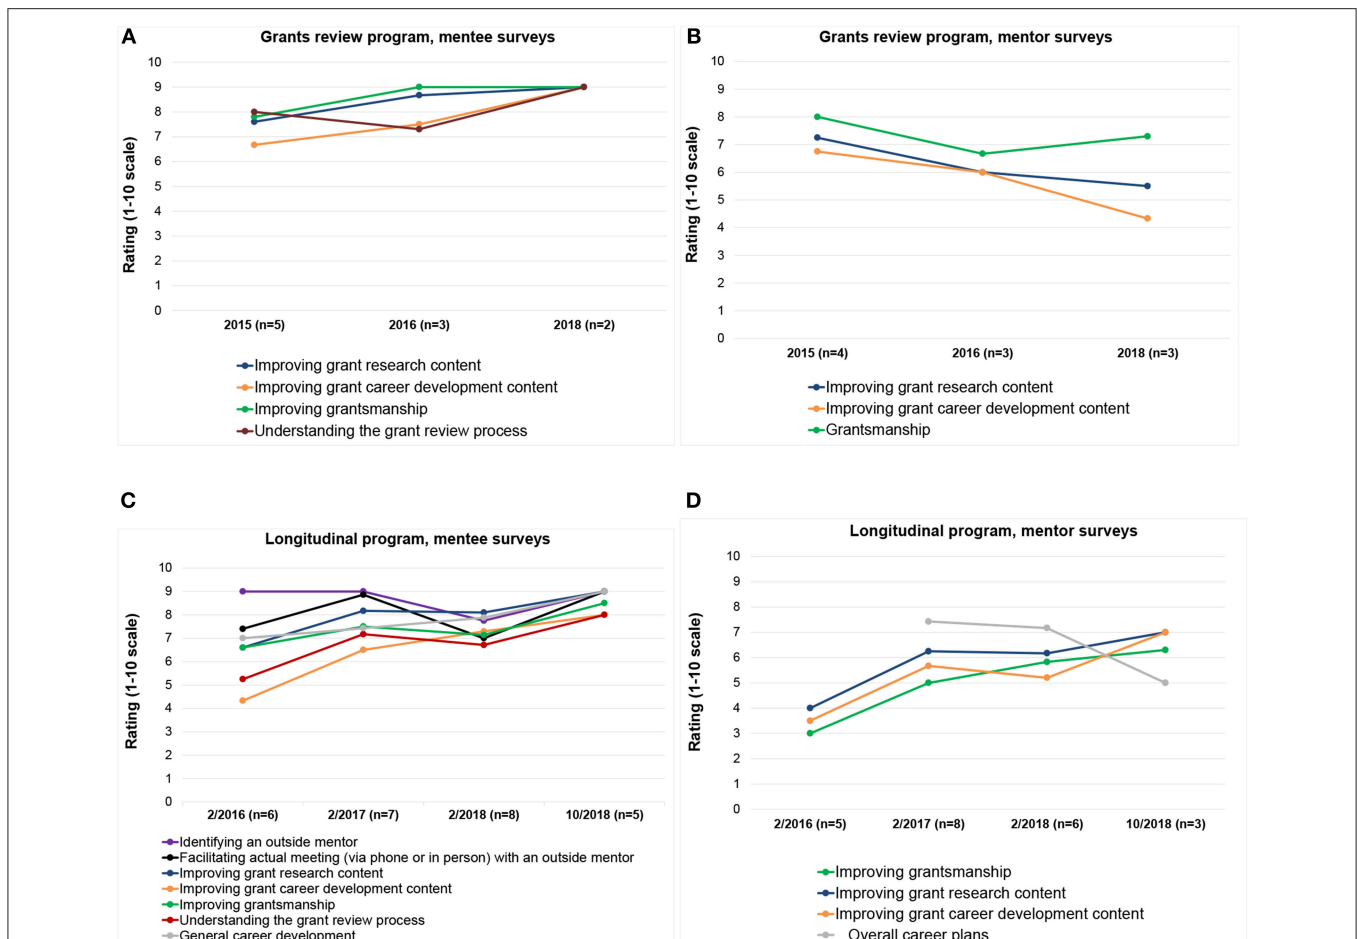 A
Grants review program, mentee surveys
10
9
8
7
6
5
4
3
2
1
0
Rating (1-10 scale)
2015 (n=5)
2016 (n=3)
2018 (n=2)
Improving grant research content
Improving grant career development content
Improving grantsmanship
Understanding the grant review process
B
Grants review program, mentor surveys
10
9
8
7
6
5
4
3
2
1
0
Rating (1-10 scale)
2015 (n=4)
2016 (n=3)
2018 (n=3)
Improving grant research content
Improving grant career development content
Grantsmanship
C
Longitudinal program, mentee surveys
10
9
8
7
6
5
4
3
2
1
0
Rating (1-10 scale)
2/2016 (n=6)
2/2017 (n=7)
2/2018 (n=8)
10/2018 (n=5)
Identifying an outside mentor
Facilitating actual meeting (via phone or in person) with an outside mentor
Improving grant research content
Improving grant career development content
Improving grantsmanship
Understanding the grant review process
General career development
D
Longitudinal program, mentor surveys
10
9
8
7
6
5
4
3
2
1
0
Rating (1-10 scale)
2/2016 (n=5)
2/2017 (n=8)
2/2018 (n=6)
10/2018 (n=3)
Improving grantsmanship
Improving grant research content
Improving grant career development content
Overall career plans